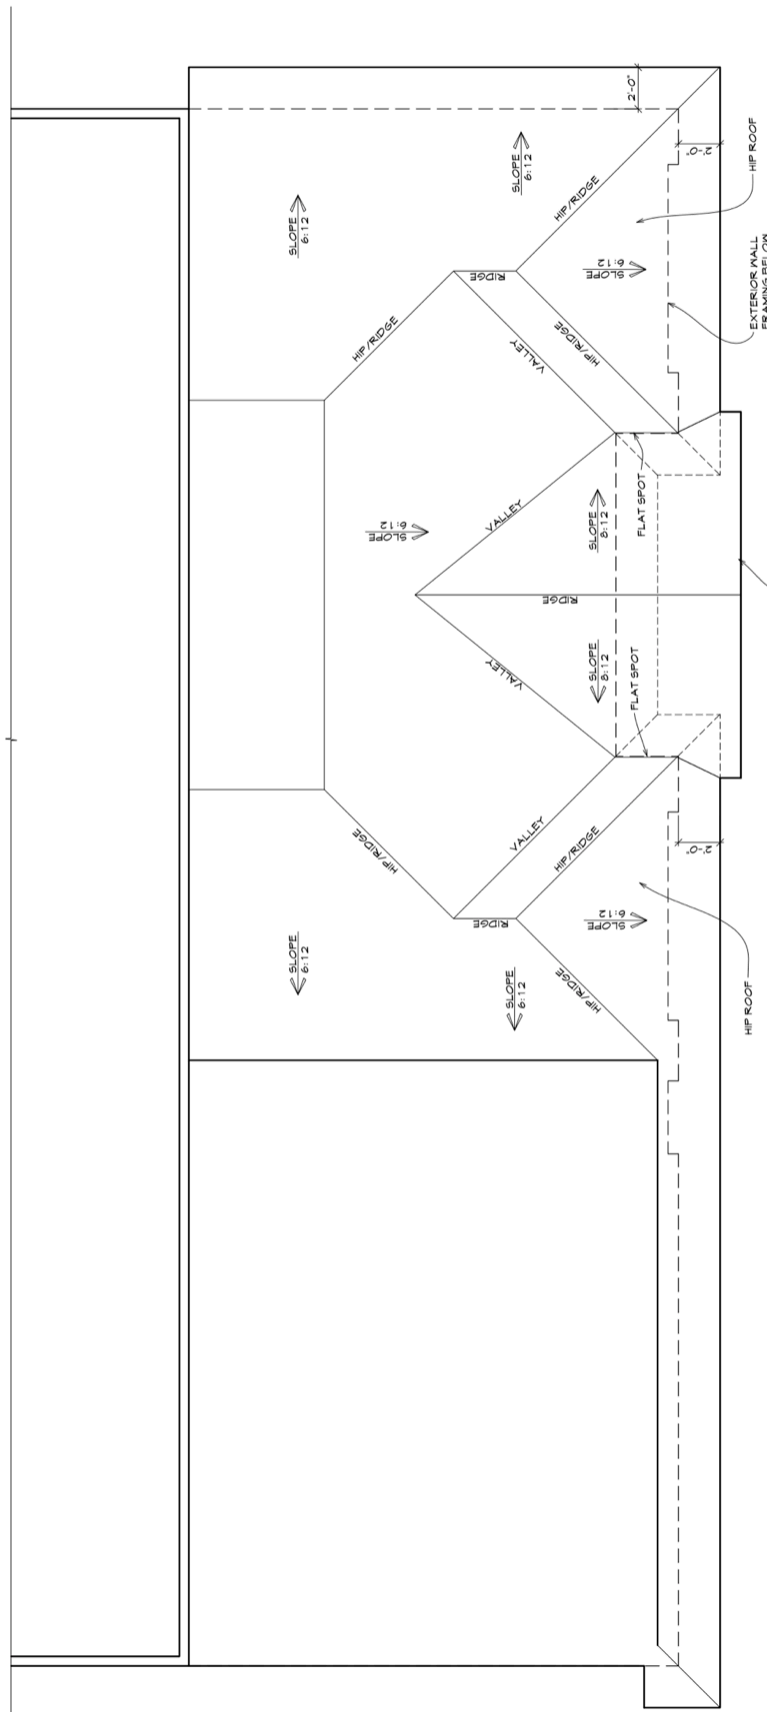 2'-0"
SLOPE
6:12
SLOPE
6:12
2'-0"
HIP ROOF
HIP/RIDGE
EXTERIOR WALL
FRAMING BELOW
SLOPE
6:12
RIDGE
HIP/RIDGE
HIP/RIDGE
VALLEY
FLAT SPOT
VALLEY
SLOPE
8:12
SLOPE
6:12
RIDGE
SLOPE
8:12
VALLEY
FLAT SPOT
VALLEY
HIP/RIDGE
2'-0"
HIP/RIDGE
RIDGE
SLOPE
6:12
SLOPE
6:12
SLOPE
6:12
HIP/RIDGE
HIP ROOF